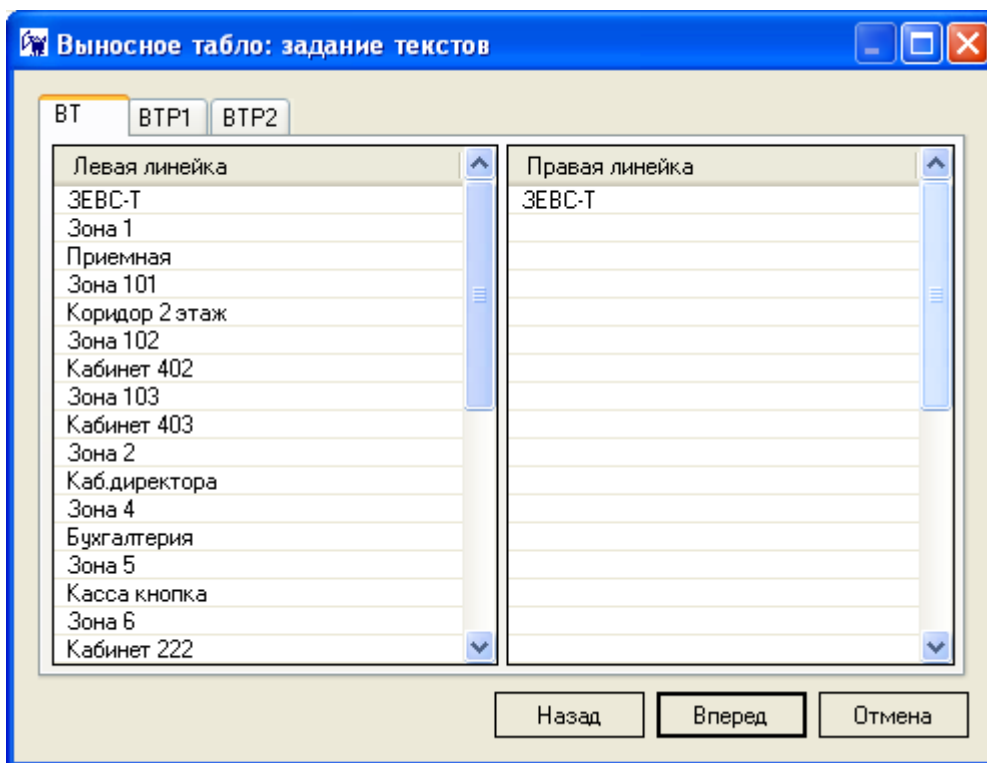 Выносное табло: задание текстов
ВТ ВТР1 ВТР2
Левая линейка
ЗЕВС-Т
Зона 1
Приемная
Зона 101
Коридор 2 этаж
Зона 102
Кабинет 402
Зона 103
Кабинет 403
Зона 2
Каб.директора
Зона 4
Бухгалтерия
Зона 5
Касса кнопка
Зона 6
Кабинет 222
Правая линейка
ЗЕВС-Т
Назад Вперед Отмена